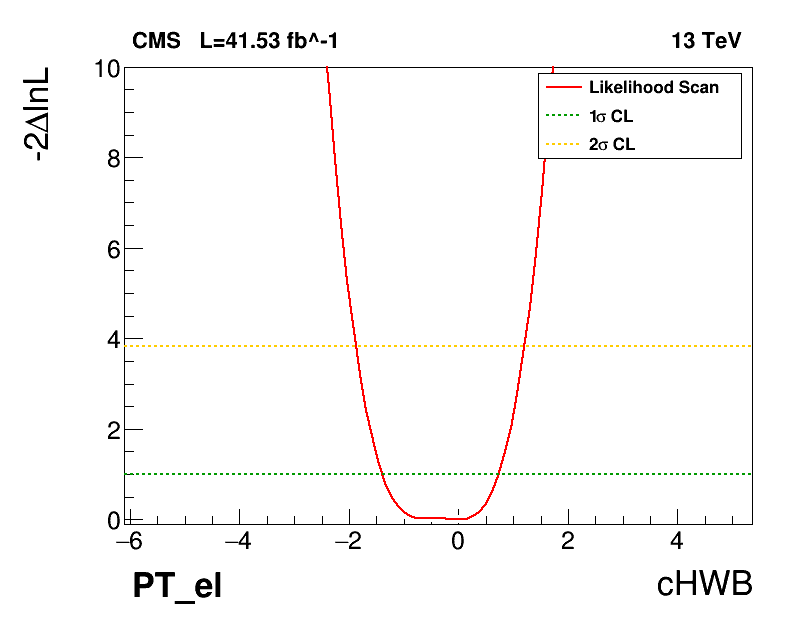 CMS L=41.53 fb^-1 13 TeV
-2ΔlnL
10
8
6
4
2
0
Likelihood Scan
1σ CL
2σ CL
−6 −4 −2 0 2 4
PT_el cHWB